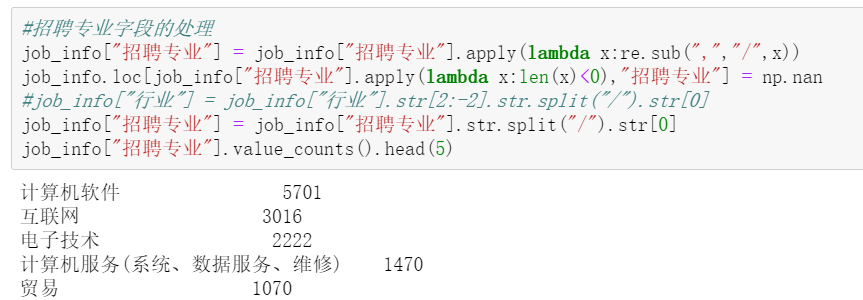 #招聘专业字段的处理
job_info["招聘专业"] = job_info["招聘专业"].apply(lambda x:re.sub(",","/",x))
job_info.loc[job_info["招聘专业"].apply(lambda x:len(x)<0),"招聘专业"] = np.nan
#job_info["行业"] = job_info["行业"].str[2:-2].str.split("/").str[0]
job_info["招聘专业"] = job_info["招聘专业"].str.split("/").str[0]
job_info["招聘专业"].value_counts().head(5)
计算机软件 5701
互联网 3016
电子技术 2222
计算机服务(系统、数据服务、维修) 1470
贸易 1070